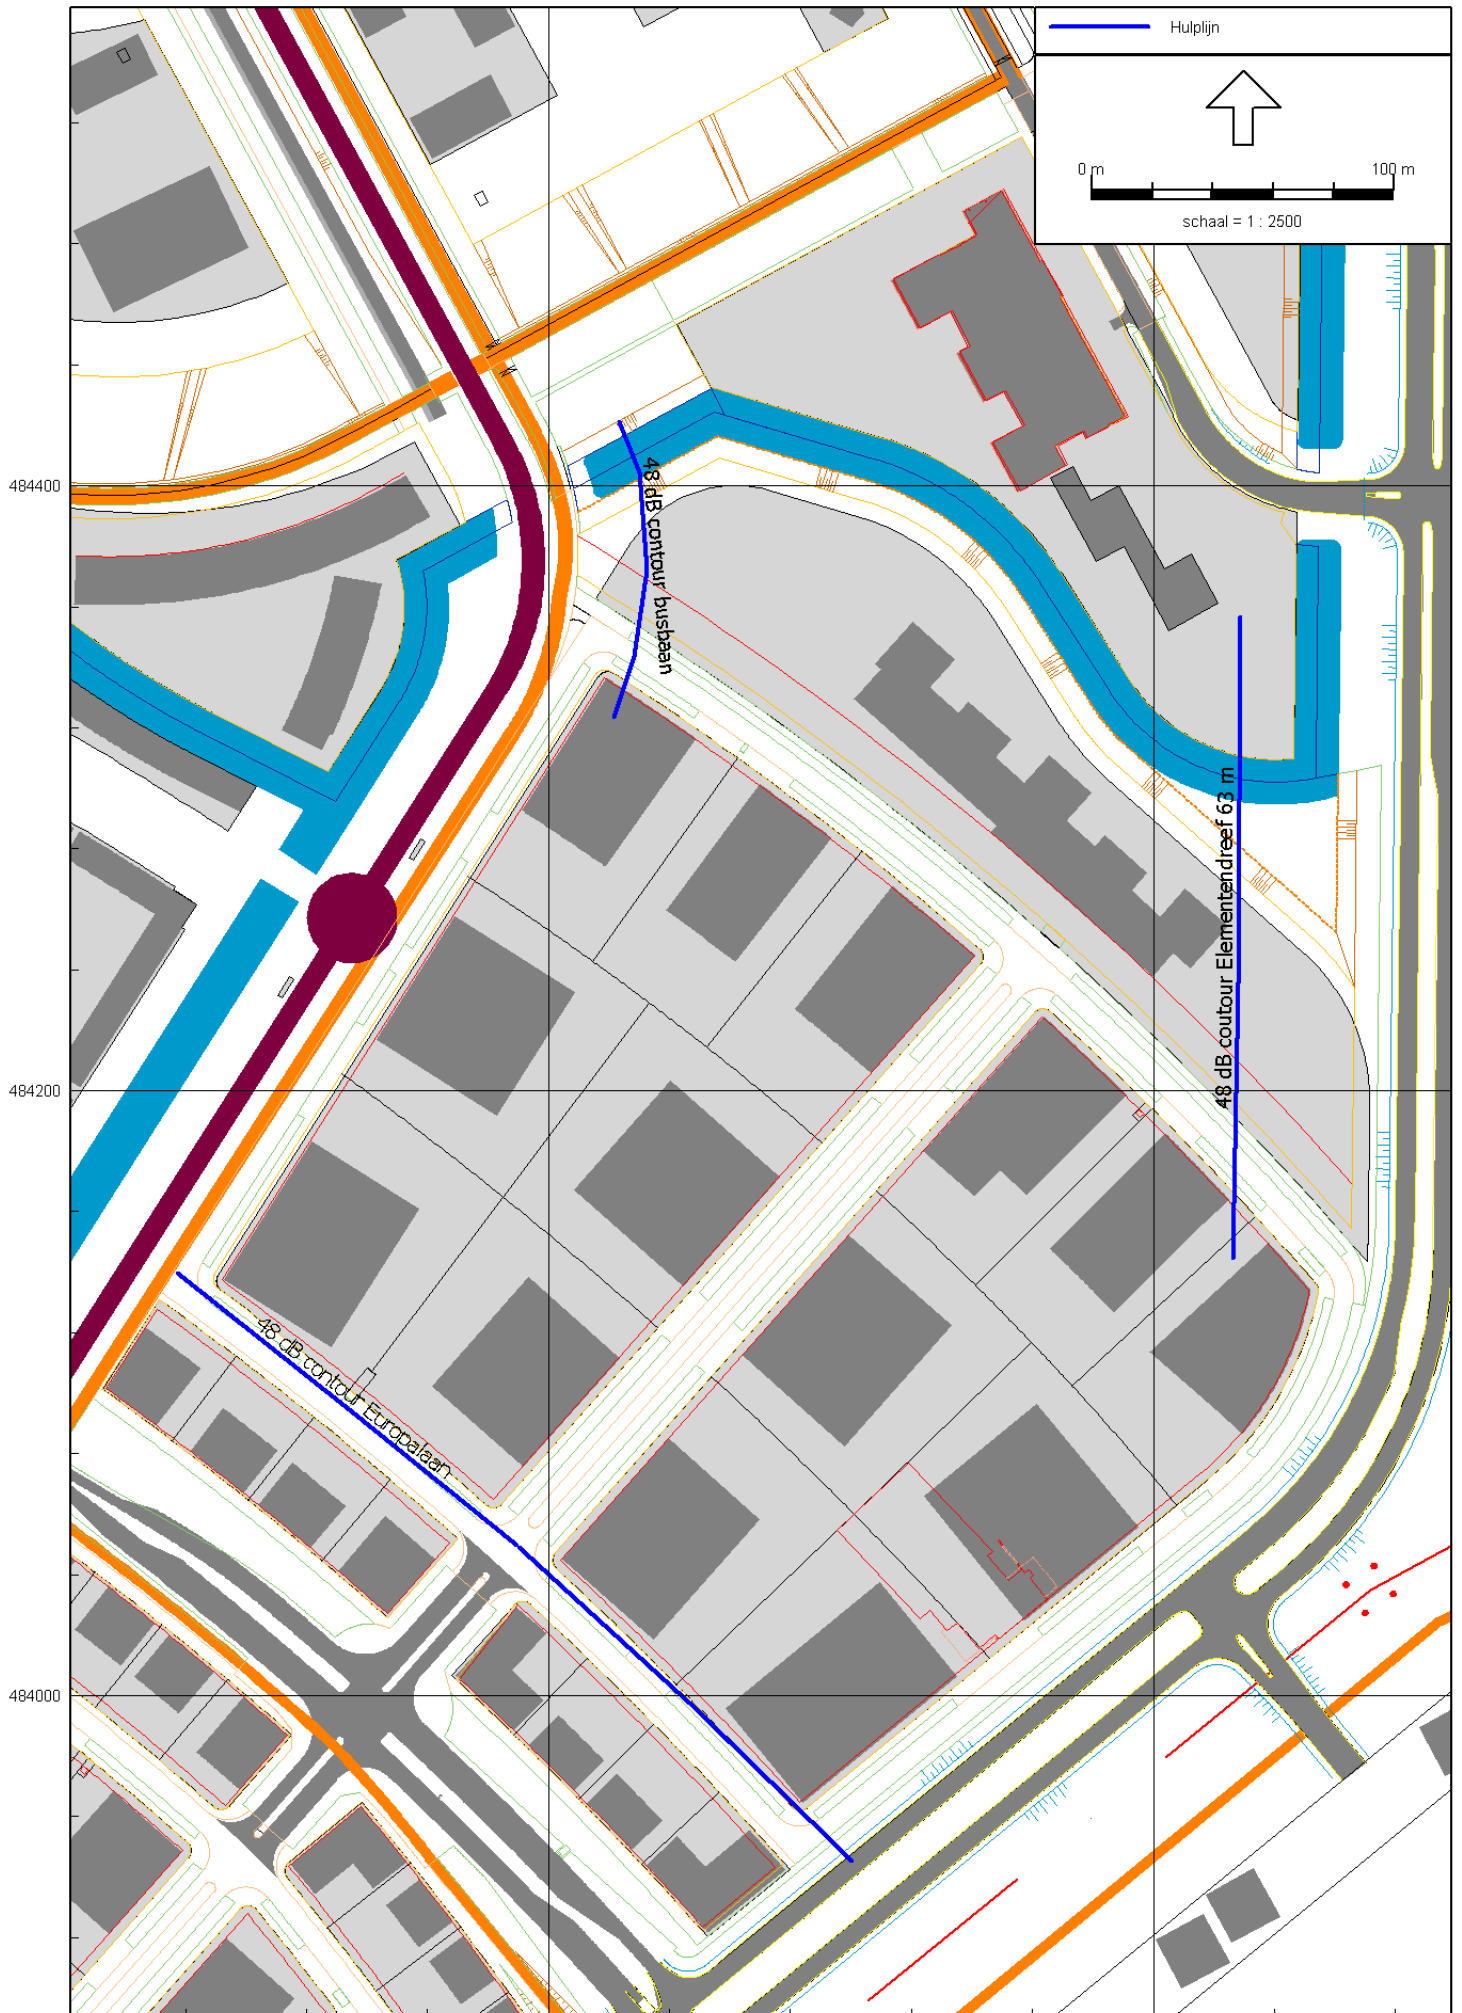 Hulplijn
0 m
100 m
schaal = 1 : 2500
484400
48 dB contour busbaan
48 dB coutour Elementendreef 63 m
484200
48 dB contour Europalaan
484000